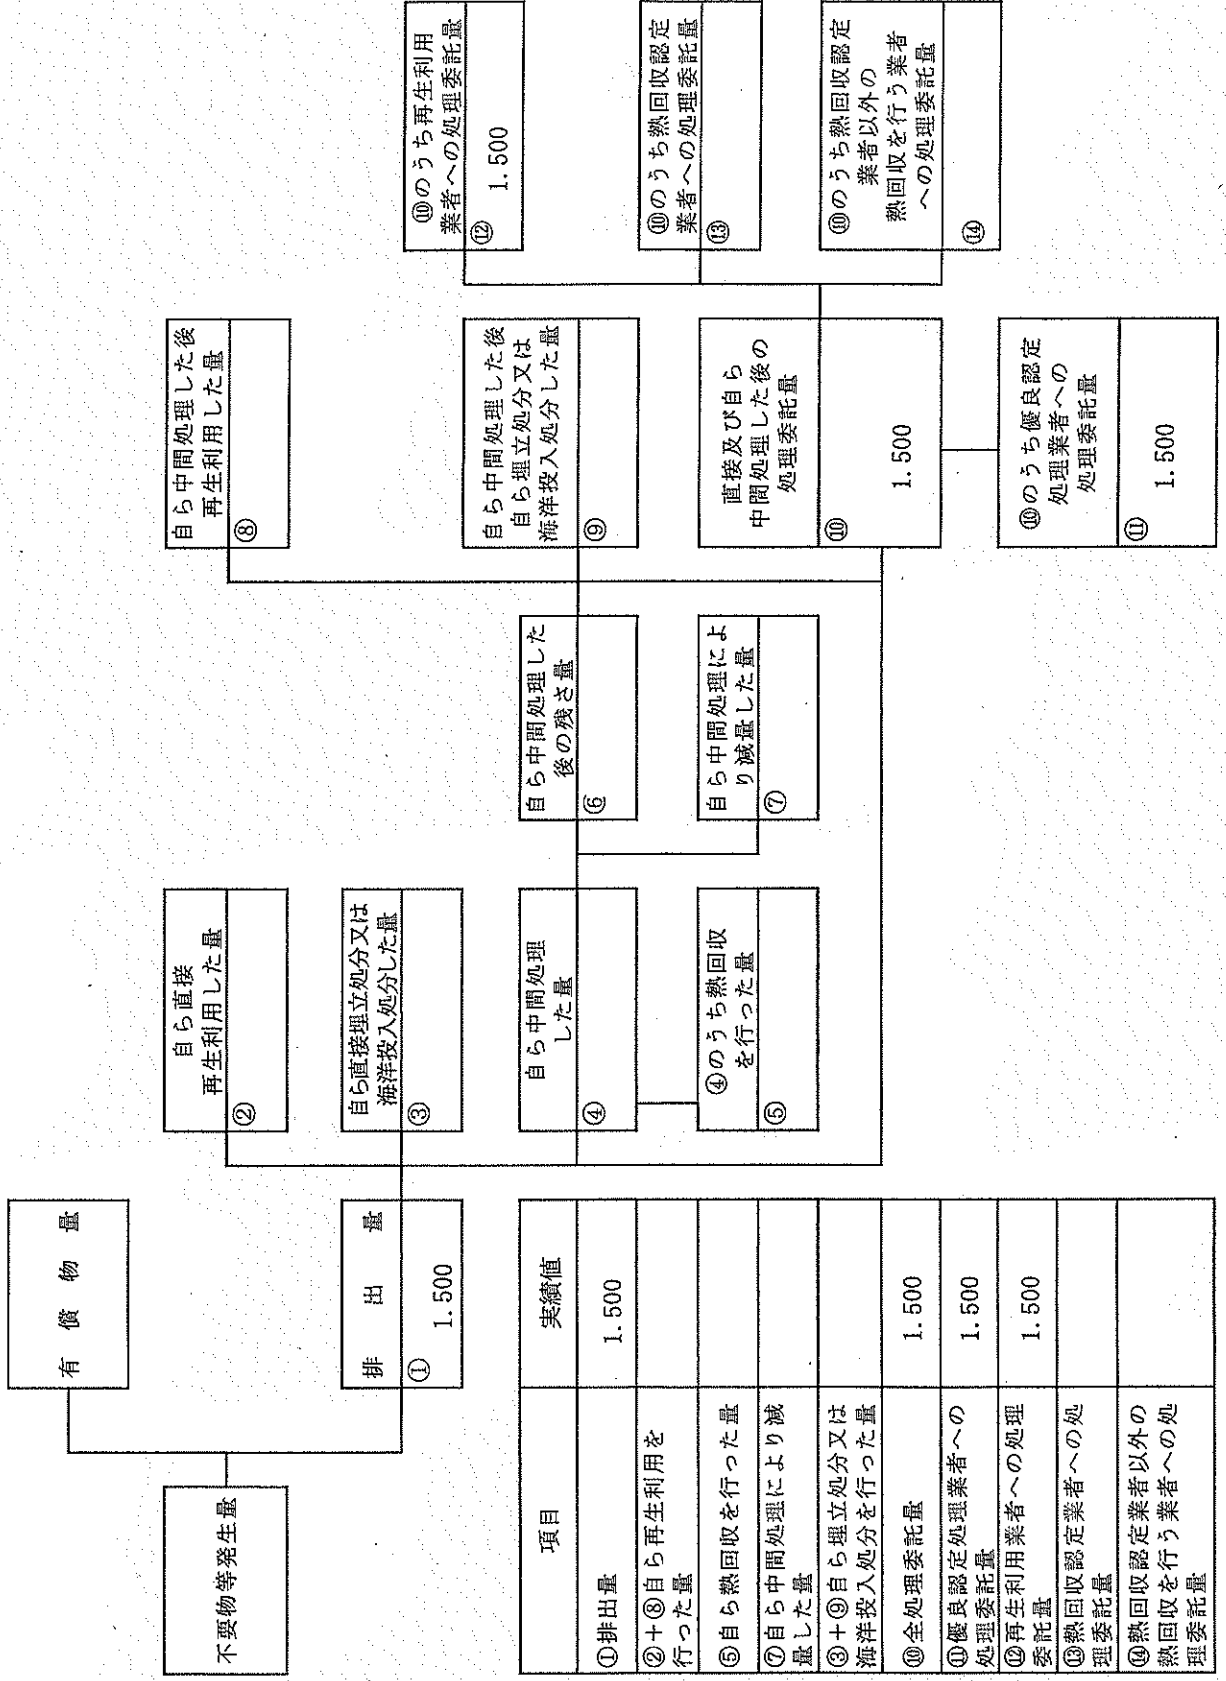 不要物等発生量
有償物量
排出量
①
1.500
自ら直接
再生利用した量
②
自ら直接埋立処分又は
海洋投入処分した量
③
自ら中間処理
した量
④
④のうち熱回収
を行った量
⑤
自ら中間処理した
後の残さ量
⑥
自ら中間処理によ
り減量した量
⑦
自ら中間処理した後
再生利用した量
⑧
自ら中間処理した後
自ら埋立処分又は
海洋投入処分した量
⑨
直接及び自ら
中間処理した後の
処理委託量
⑩
1.500
⑩のうち優良認定
処理業者への
処理委託量
⑪
1.500
⑩のうち再生利用
業者への処理委託量
⑫
1.500
⑩のうち熱回収認定
業者への処理委託量
⑬
⑩のうち熱回収認定
業者以外の
熱回収を行う業者
への処理委託量
⑭
項目 実績値
①排出量 1.500
②+⑧自ら再生利用を
行った量
⑤自ら熱回収を行った量
⑦自ら中間処理により減
量した量
③+⑨自ら埋立処分又は
海洋投入処分を行った量
⑩全処理委託量 1.500
⑪優良認定処理業者への
処理委託量 1.500
⑫再生利用業者への処理
委託量 1.500
⑬熱回収認定業者への処
理委託量
⑭熱回収認定業者以外の
熱回収を行う業者への処
理委託量